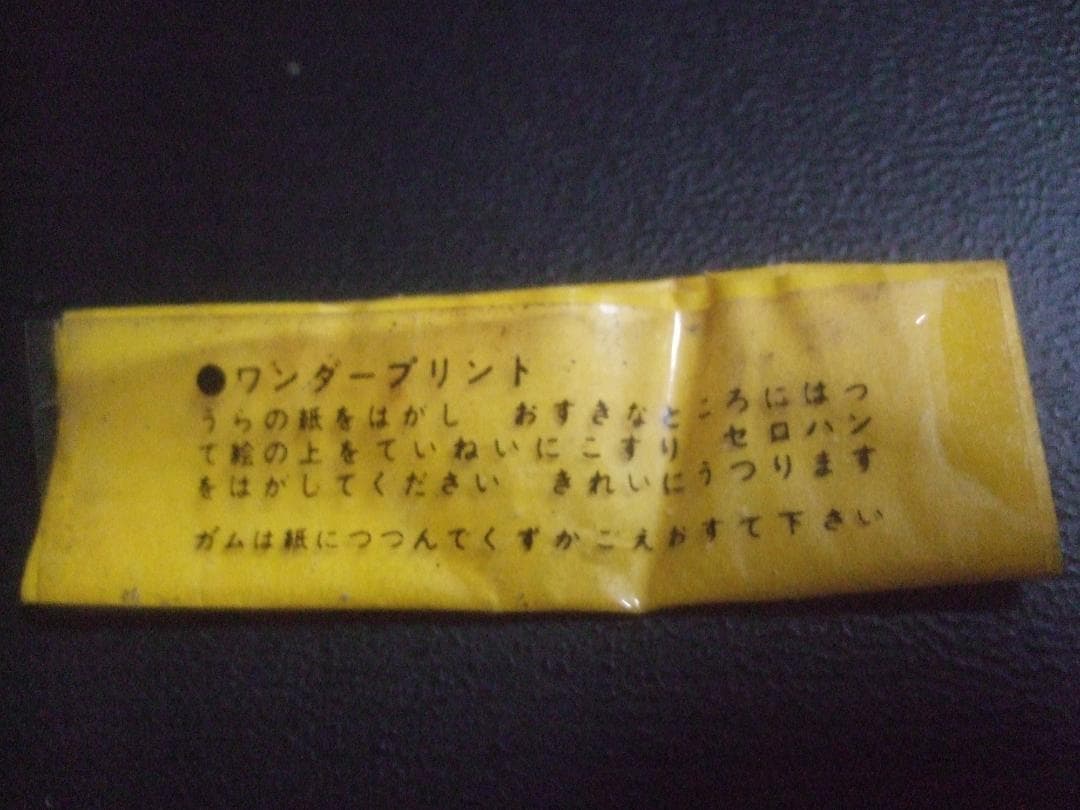 ●ワンダープリント
うらの紙をはがし　おすきなところにはつ
て絵の上をていねいにこすり　セロハン
をはがしてください　きれいにうつります
ガムは紙につつんでくずかごえおすて下さい